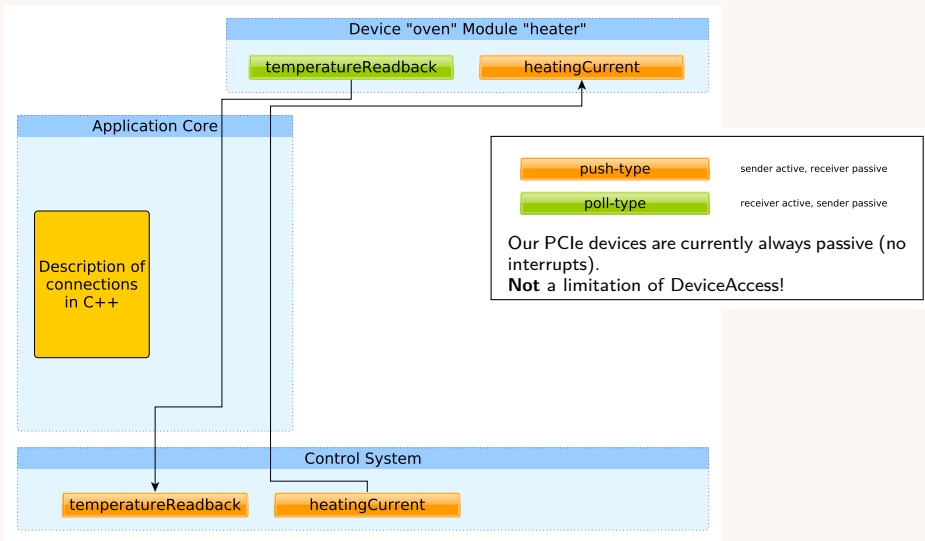 Device "oven" Module "heater"
temperatureReadback
heatingCurrent
Application Core
Description of
connections
in C++
push-type
sender active, receiver passive
poll-type
receiver active, sender passive
Our PCIe devices are currently always passive (no
interrupts).
Not a limitation of DeviceAccess!
Control System
temperatureReadback
heatingCurrent